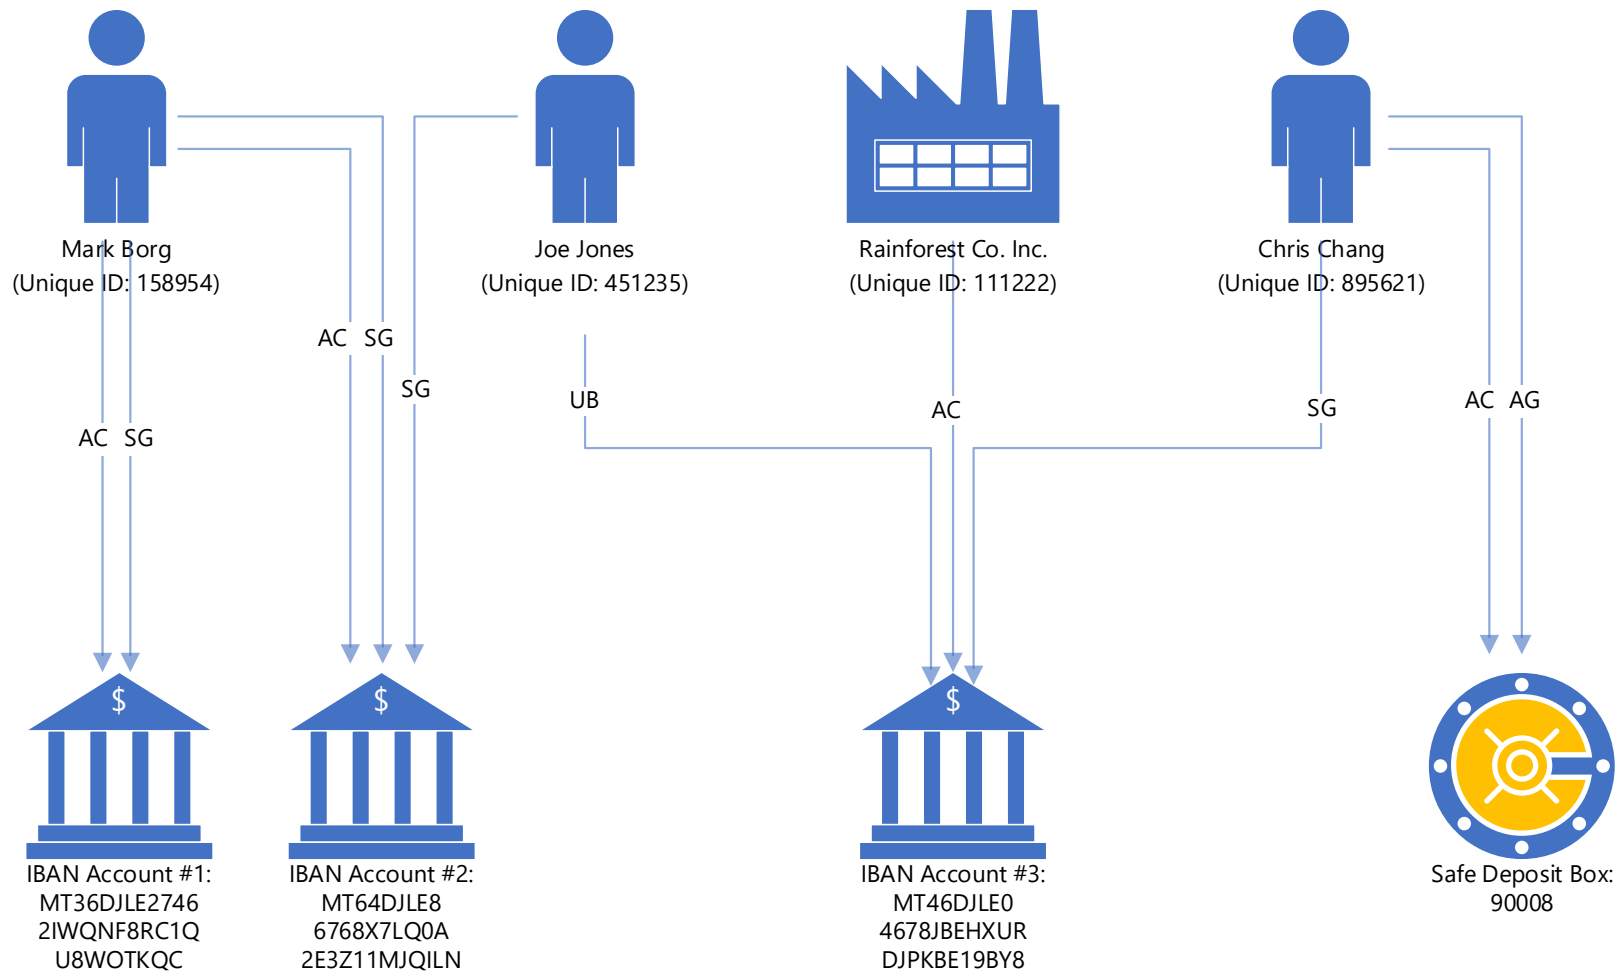 Mark Borg
(Unique ID: 158954)
Joe Jones
(Unique ID: 451235)
Rainforest Co. Inc.
(Unique ID: 111222)
Chris Chang
(Unique ID: 895621)
AC SG
SG
UB
AC
SG
AC AG
AC SG
$
$
$
IBAN Account #1:
MT36DJLE2746
2IWQNF8RC1Q
U8WOTKQC
IBAN Account #2:
MT64DJLE8
6768X7LQ0A
2E3Z11MJQILN
IBAN Account #3:
MT46DJLE0
4678JBEHXUR
DJPKBE19BY8
Safe Deposit Box:
90008